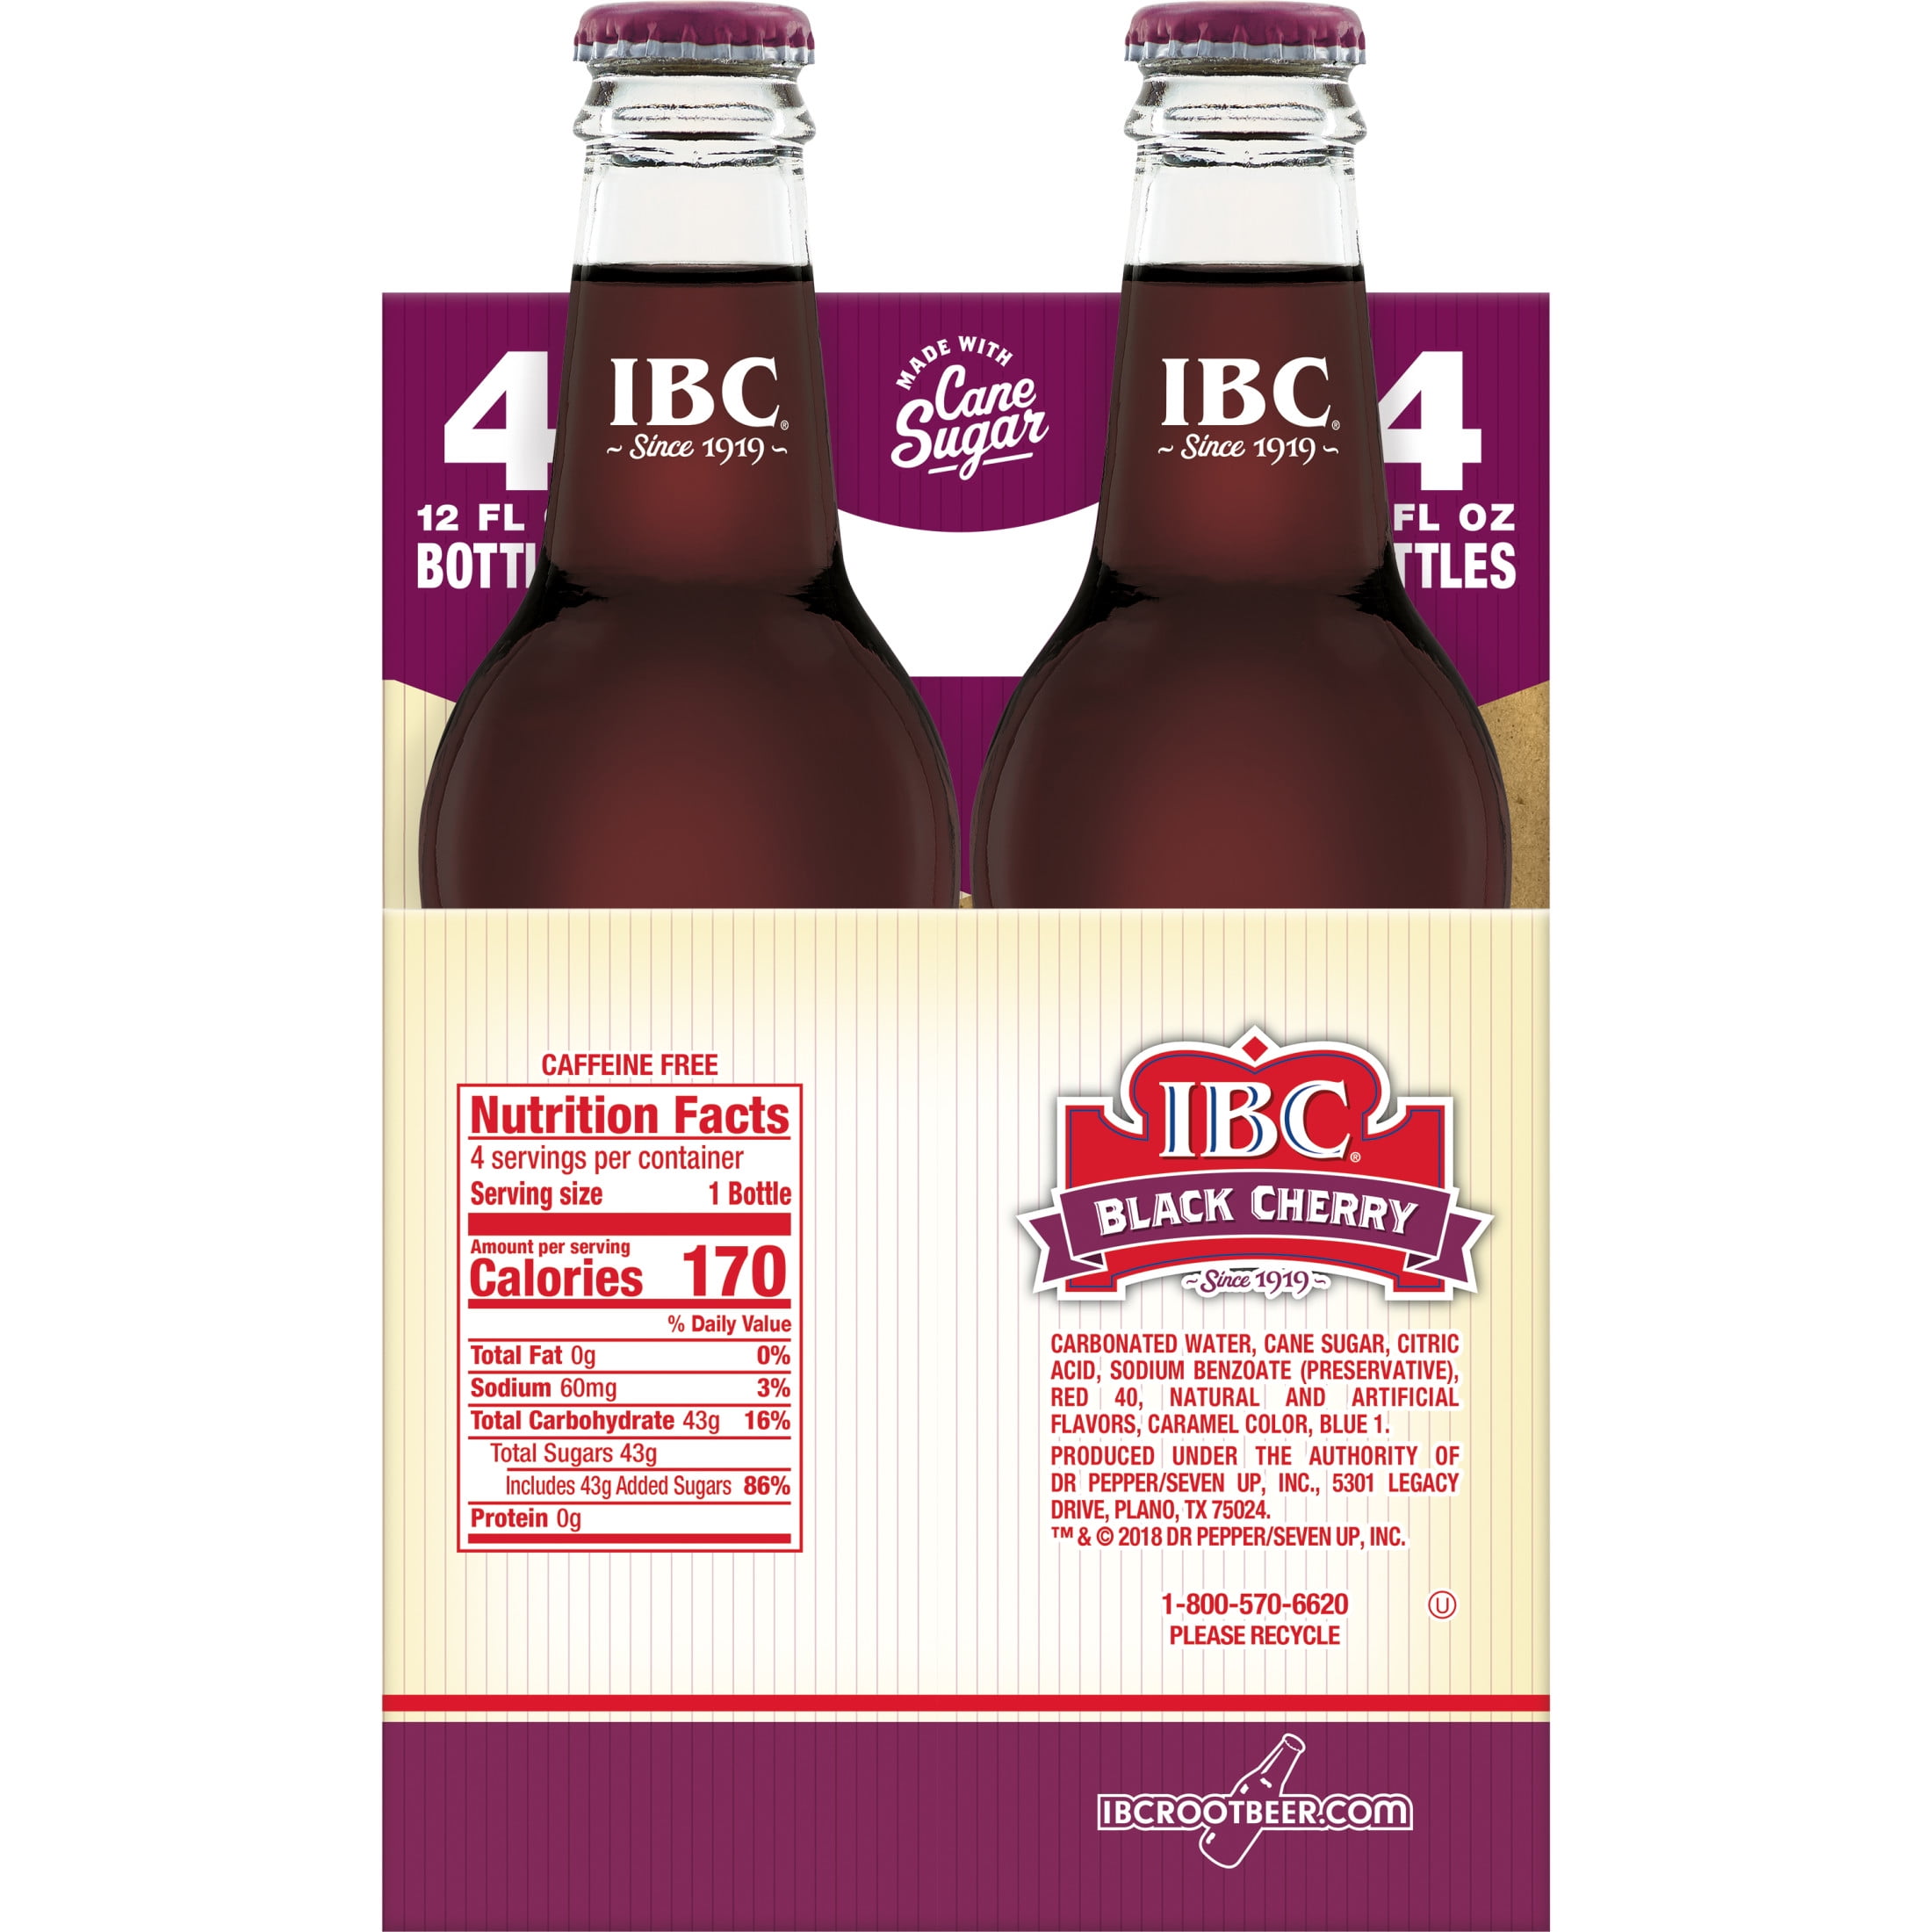 MADE WITH
Cane
Sugar
IBC®
~ Since 1919 ~
IBC®
~ Since 1919 ~
4
12 FL
4
FL OZ
CAFFEINE FREE
Nutrition Facts
4 servings per container
Serving size 1 Bottle
Amount per serving
Calories 170
% Daily Value
Total Fat 0g 0%
Sodium 60mg 3%
Total Carbohydrate 43g 16%
Total Sugars 43g
Includes 43g Added Sugars 86%
Protein 0g
IBC®
BLACK CHERRY
~ Since 1919 ~
CARBONATED WATER, CANE SUGAR, CITRIC
ACID, SODIUM BENZOATE (PRESERVATIVE),
RED 40, NATURAL AND ARTIFICIAL
FLAVORS, CARAMEL COLOR, BLUE 1.
PRODUCED UNDER THE AUTHORITY OF
DR PEPPER/SEVEN UP, INC., 5301 LEGACY
DRIVE, PLANO, TX 75024.
™ & © 2018 DR PEPPER/SEVEN UP, INC.
1-800-570-6620
PLEASE RECYCLE
U
IBCROOTBEER.COM